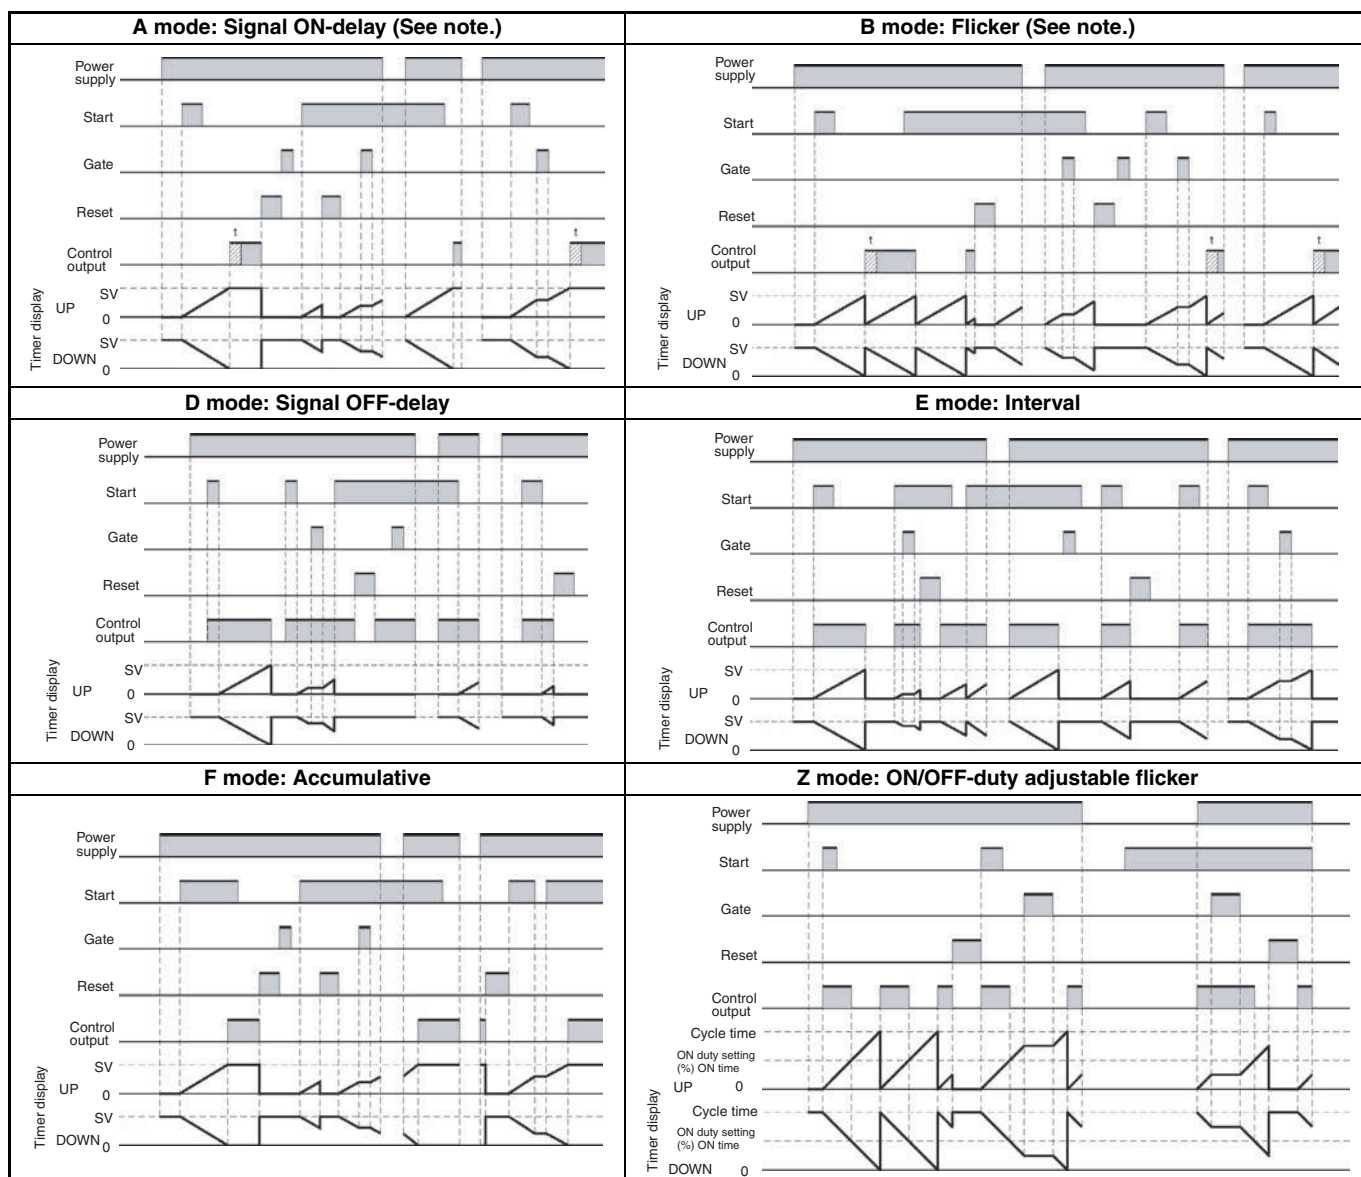 A mode: Signal ON-delay (See note.)
Power
supply
Start
Gate
Reset
t
t
Control
output
Timer display
SV
UP
0
SV
DOWN
0
B mode: Flicker (See note.)
Power
supply
Start
Gate
Reset
t
t
t
Control
output
Timer display
SV
UP
0
SV
DOWN
0
D mode: Signal OFF-delay
Power
supply
Start
Gate
Reset
Control
output
Timer display
SV
UP
0
SV
DOWN
0
E mode: Interval
Power
supply
Start
Gate
Reset
Control
output
Timer display
SV
UP
0
SV
DOWN
0
F mode: Accumulative
Power
supply
Start
Gate
Reset
Control
output
Timer display
SV
UP
0
SV
DOWN
0
Z mode: ON/OFF-duty adjustable flicker
Power
supply
Start
Gate
Reset
Control
output
Timer display
Cycle time
ON duty setting
(%) ON time
UP 0
Cycle time
ON duty setting
(%) ON time
DOWN 0